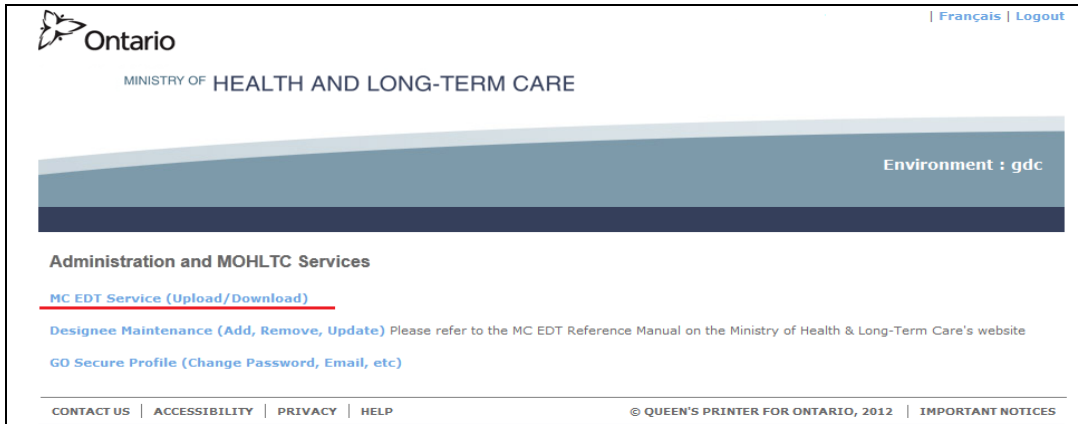 | Français | Logout
Ontario
MINISTRY OF HEALTH AND LONG-TERM CARE
Environment : gdc
Administration and MOHLTC Services
MC EDT Service (Upload/Download)
Designee Maintenance (Add, Remove, Update) Please refer to the MC EDT Reference Manual on the Ministry of Health & Long-Term Care's website
GO Secure Profile (Change Password, Email, etc)
CONTACT US | ACCESSIBILITY | PRIVACY | HELP © QUEEN'S PRINTER FOR ONTARIO, 2012 | IMPORTANT NOTICES